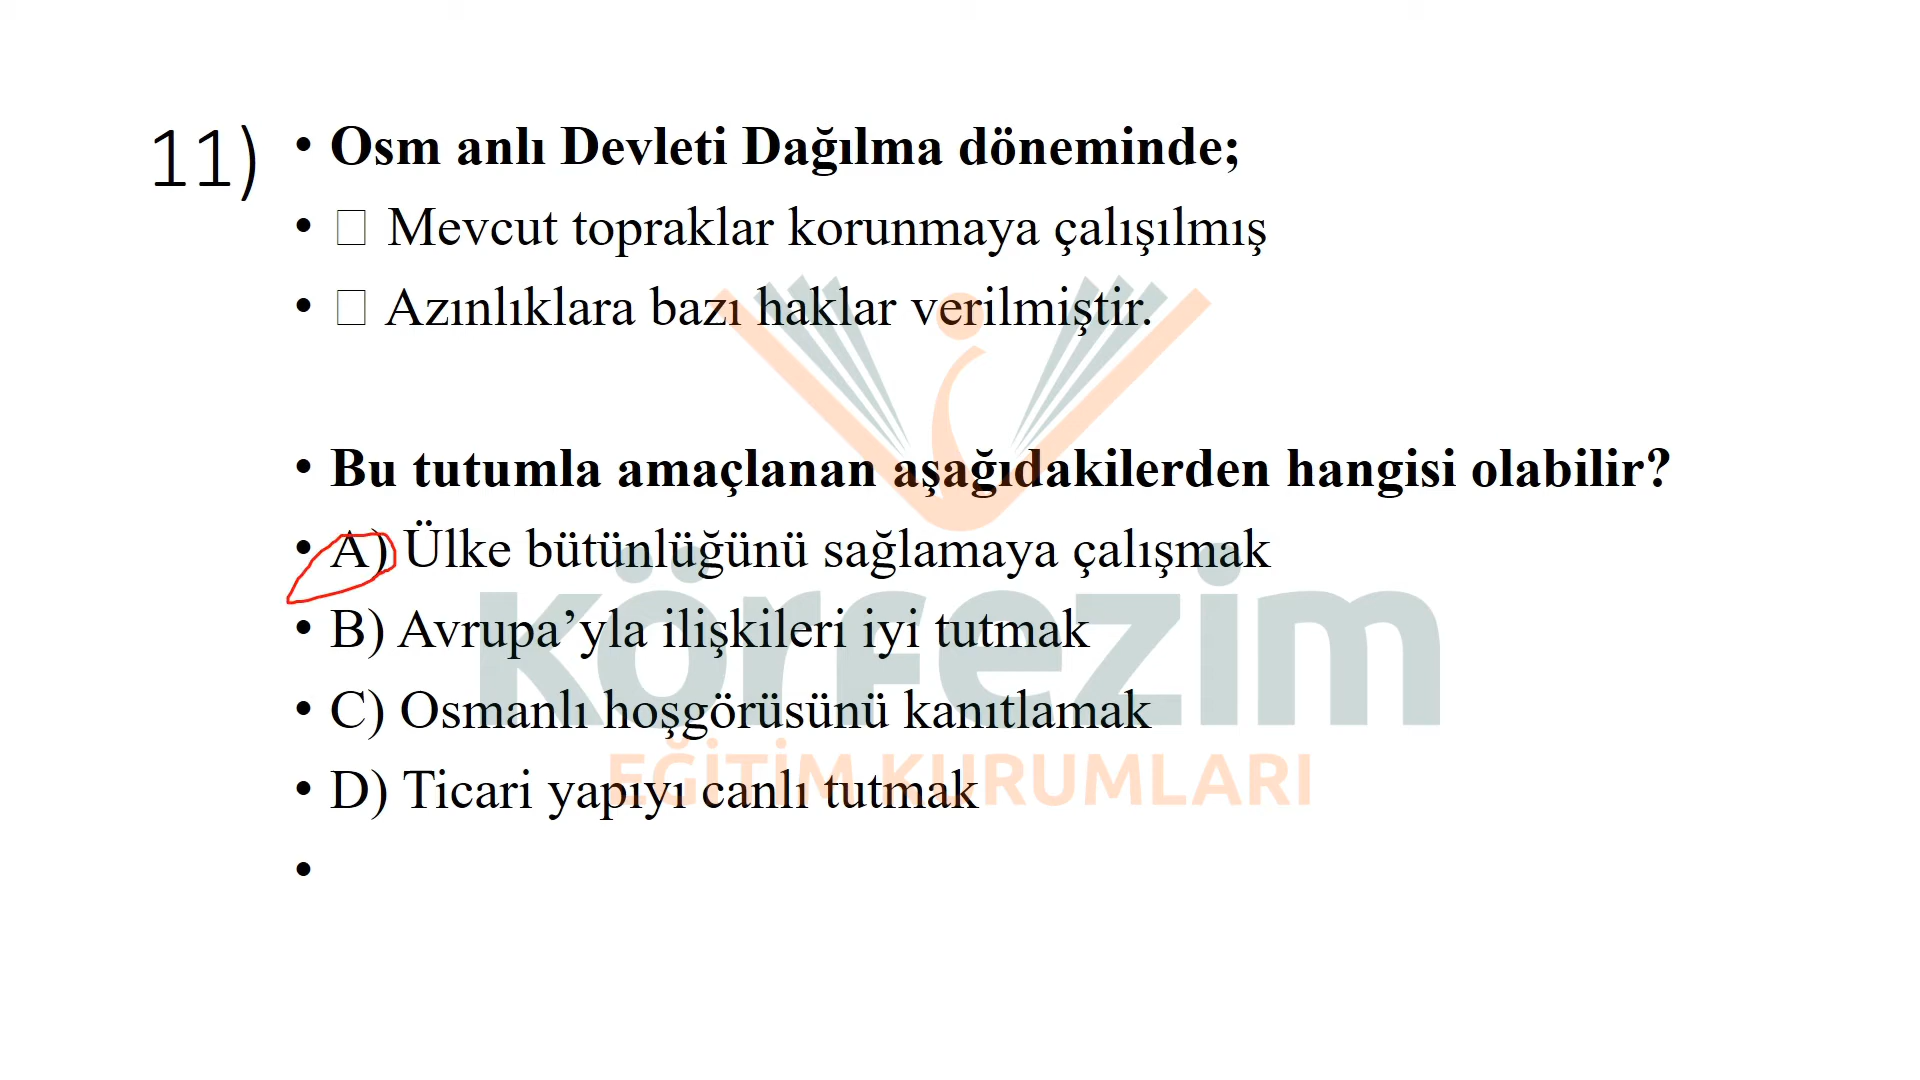 11)
• Osm anlı Devleti Dağılma döneminde;
• □ Mevcut topraklar korunmaya çalışılmış
• □ Azınlıklara bazı haklar verilmiştir.
• Bu tutumla amaçlanan aşağıdakilerden hangisi olabilir?
• A) Ülke bütünlüğünü sağlamaya çalışmak
• B) Avrupa’yla ilişkileri iyi tutmak
• C) Osmanlı hoşgörüsünü kanıtlamak
• D) Ticari yapıyı canlı tutmak
•
körfezim
EĞİTİM KURUMLARI